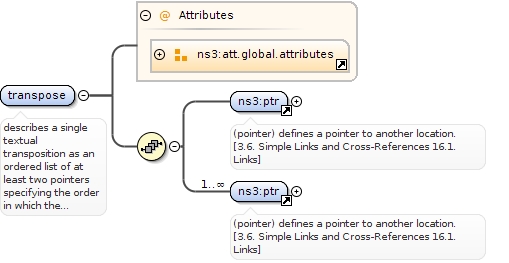 Attributes
ns3:att.global.attributes
transpose
describes a single
textual
transposition as an
ordered list of at
least two pointers
specifying the order
in which the...
ns3:ptr
(pointer) defines a pointer to another location.
[3.6. Simple Links and Cross-References 16.1.
Links]
1..∞
ns3:ptr
(pointer) defines a pointer to another location.
[3.6. Simple Links and Cross-References 16.1.
Links]